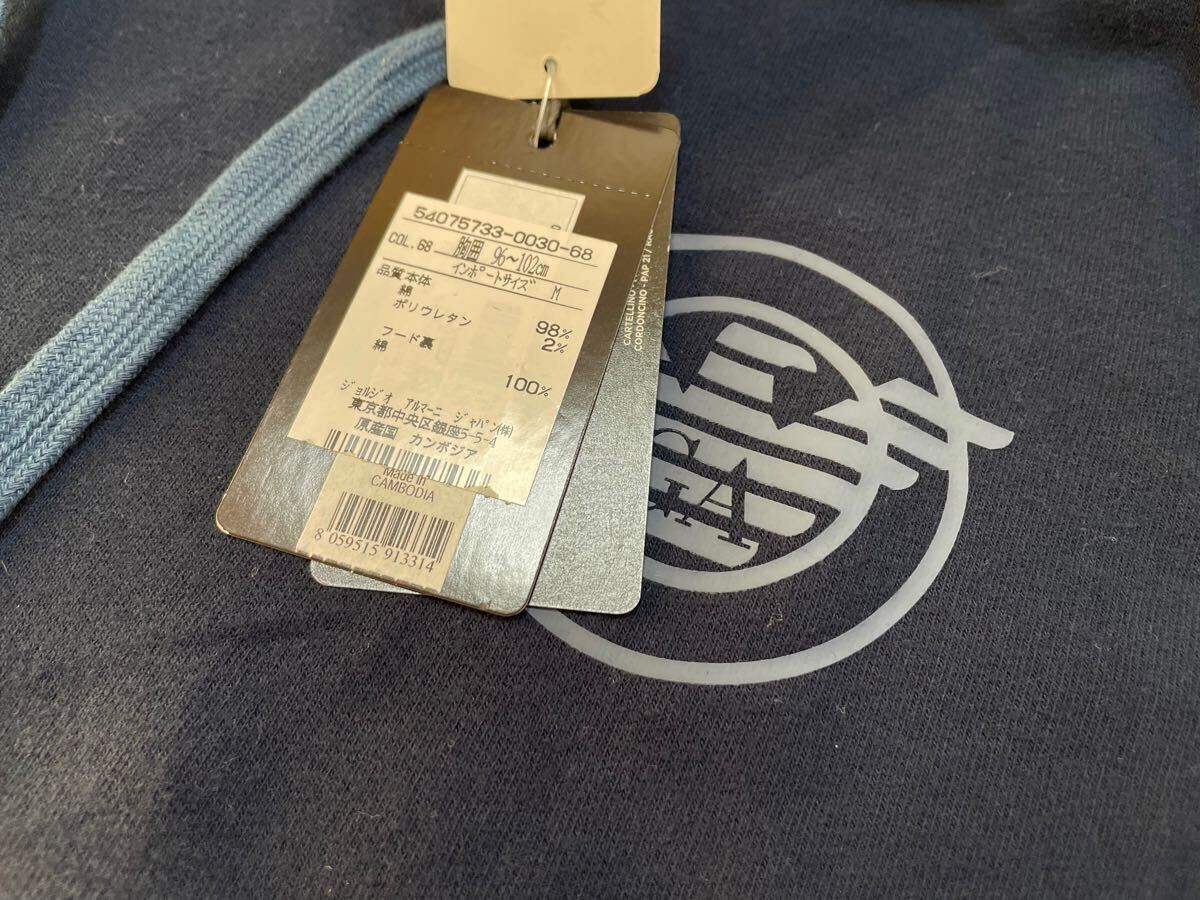 54075733-0030-68
COL.68 胸囲 96~102cm
インポートサイズ M
品質本体
綿 98%
ポリウレタン 2%
フード裏
綿 100%
ジョルジオ アルマーニ ジャパン㈱
東京都中央区銀座5-5-4
原産国 カンボジア
Made in
CAMBODIA
8 059515 913314
CARTELLINO -
CORDONCINO - PAP 21 /
EA